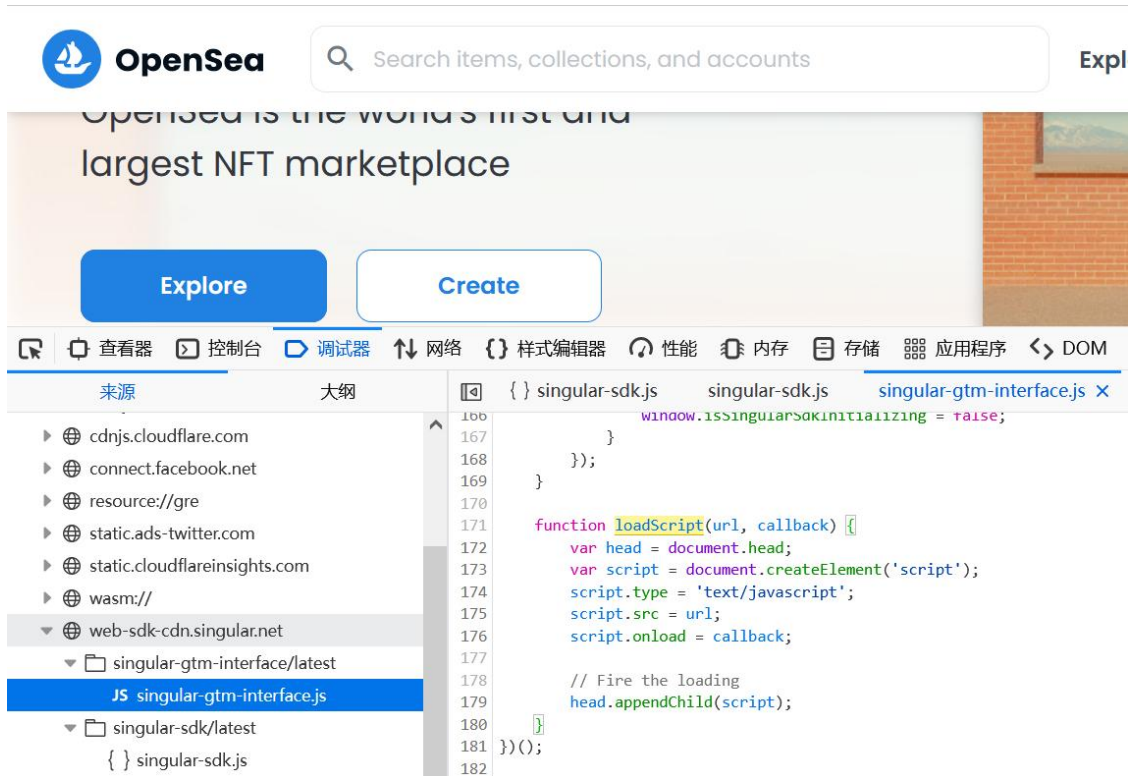 OpenSea
Search items, collections, and accounts
Expl
OpenSea is the world's first and
largest NFT marketplace
Explore
Create
查看器 控制台 调试器 网络 {} 样式编辑器 性能 内存 存储 应用程序 DOM
来源 大纲 { } singular-sdk.js singular-sdk.js singular-gtm-interface.js ×
cdnjs.cloudflare.com
connect.facebook.net
resource://gre
static.ads-twitter.com
static.cloudflareinsights.com
wasm://
web-sdk-cdn.singular.net
singular-gtm-interface/latest
JS singular-gtm-interface.js
singular-sdk/latest
{ } singular-sdk.js
166 window.isSingularSdkInitializing = false;
167 }
168 });
169 }
170
171 function loadScript(url, callback) {
172 var head = document.head;
173 var script = document.createElement('script');
174 script.type = 'text/javascript';
175 script.src = url;
176 script.onload = callback;
177
178 // Fire the loading
179 head.appendChild(script);
180 }
181 })();
182